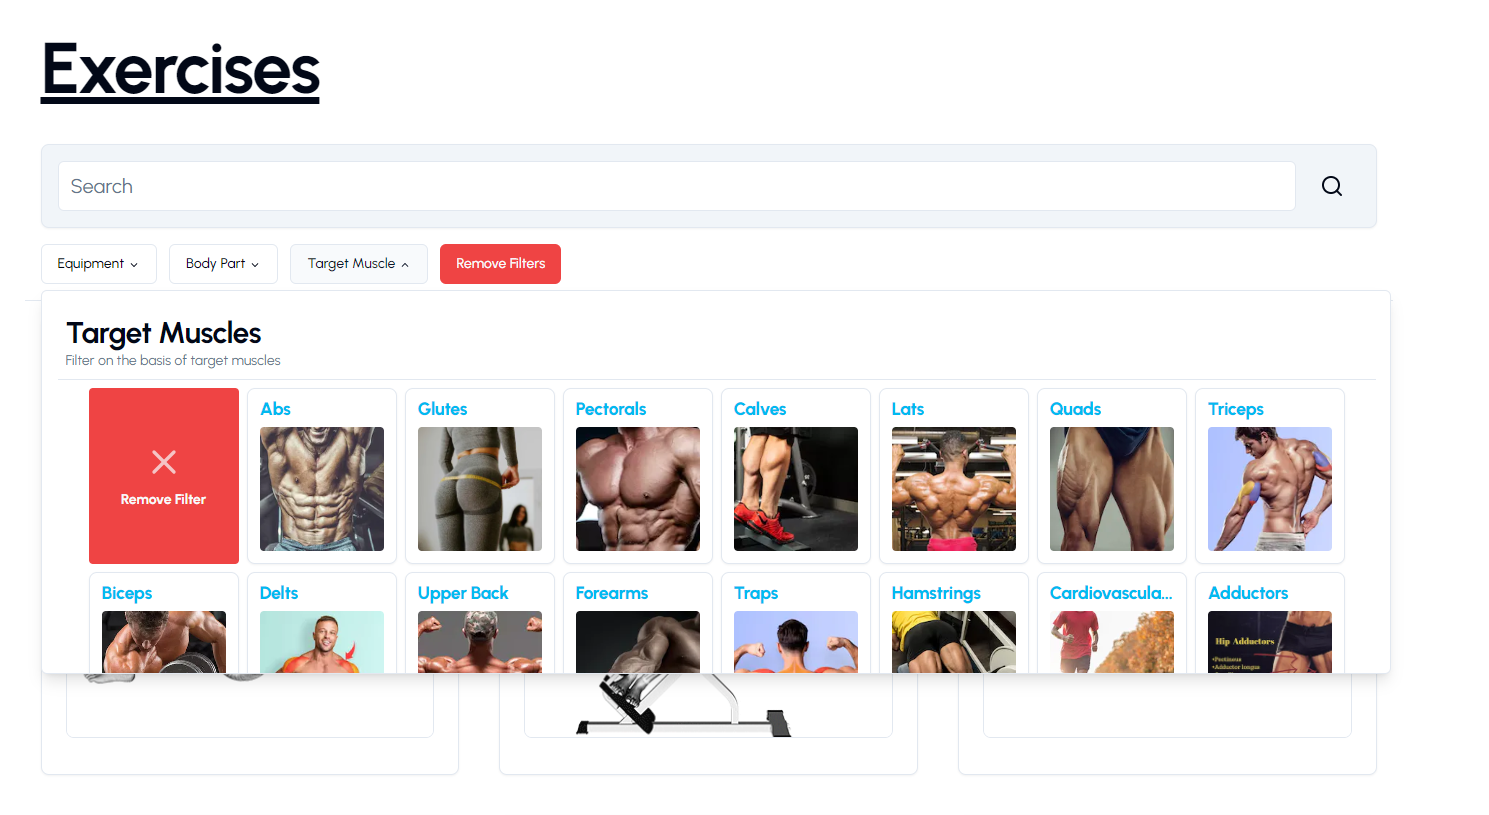 Exercises
Search
Equipment
Body Part
Target Muscle
Remove Filters
Target Muscles
Filter on the basis of target muscles
Remove Filter
Abs
Glutes
Pectorals
Calves
Lats
Quads
Triceps
Biceps
Delts
Upper Back
Forearms
Traps
Hamstrings
Cardiovascula...
Adductors
Hip Adductors
•Pectinous
•Adductor longus